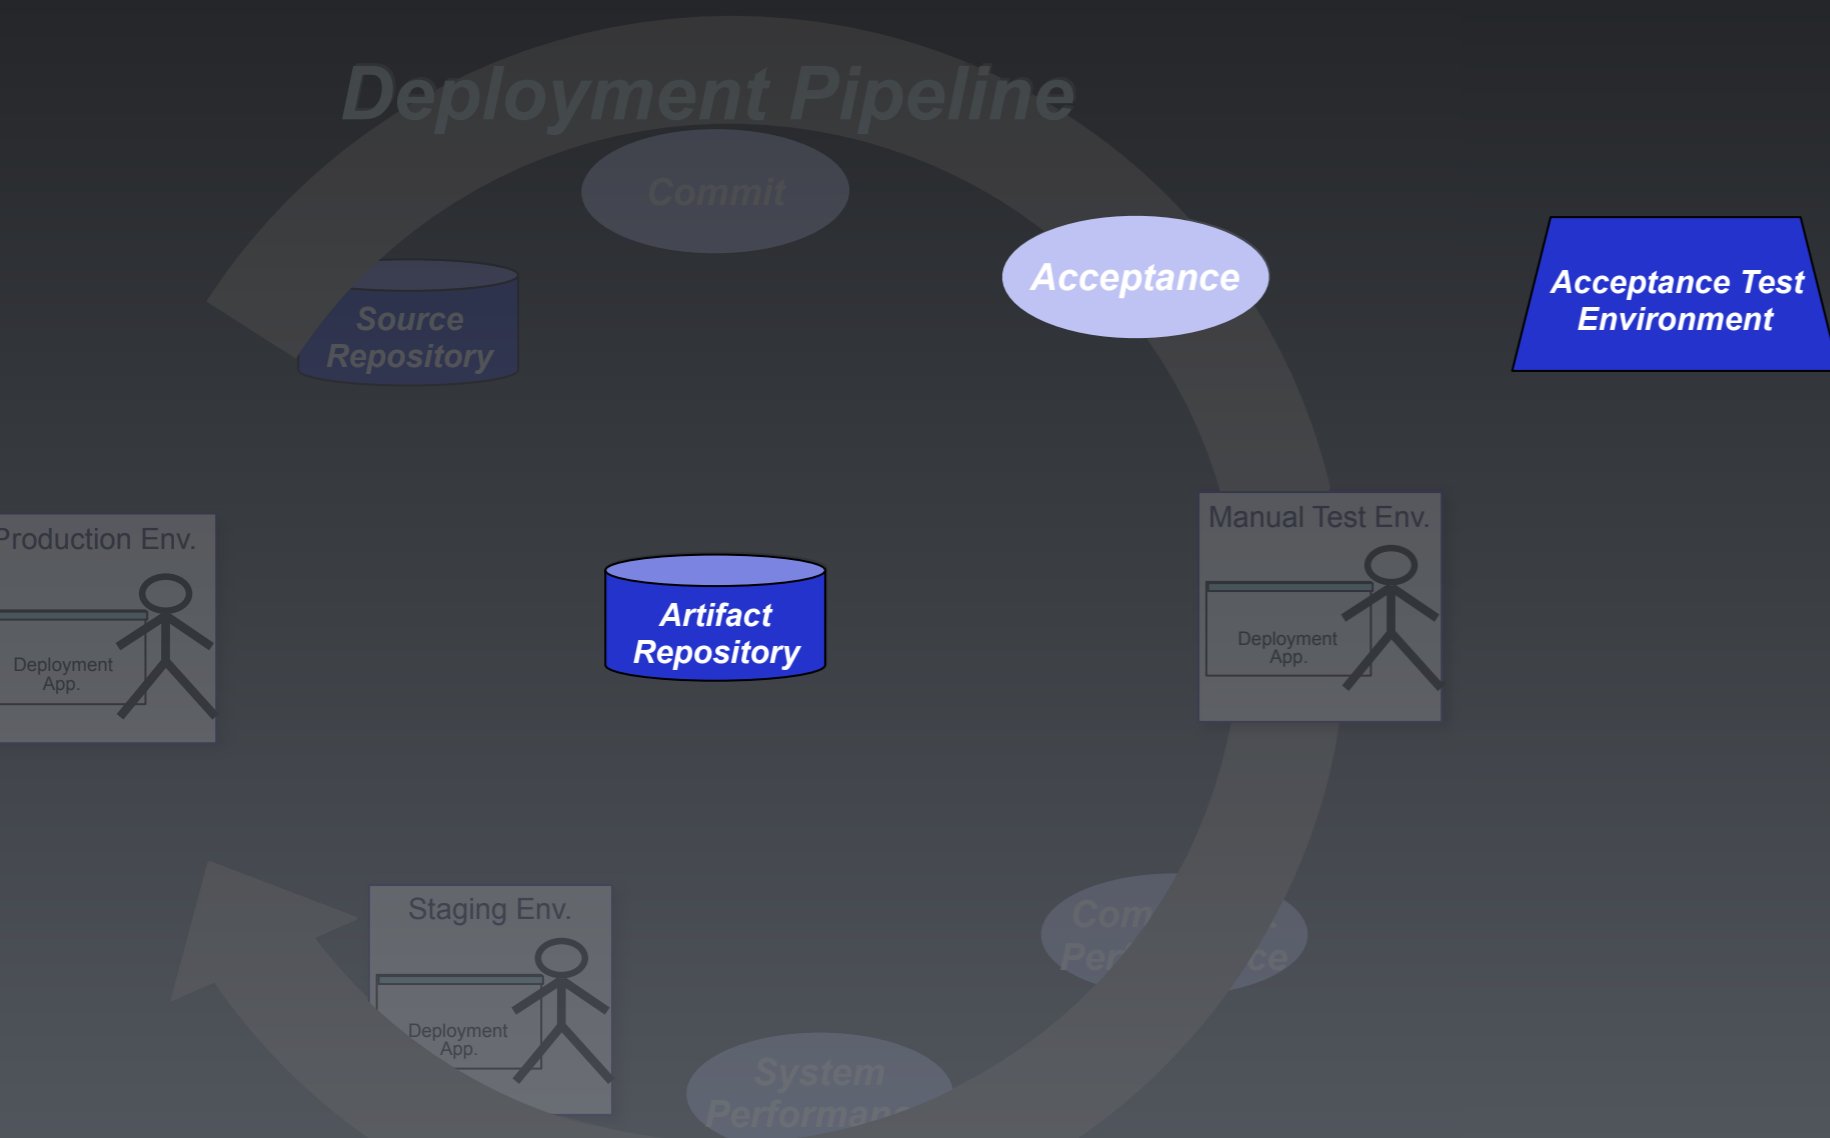 Deployment Pipeline
Commit
Acceptance
Acceptance Test
Environment
Source
Repository
Production Env.
Deployment
App.
Artifact
Repository
Manual Test Env.
Deployment
App.
Staging Env.
Deployment
App.
System